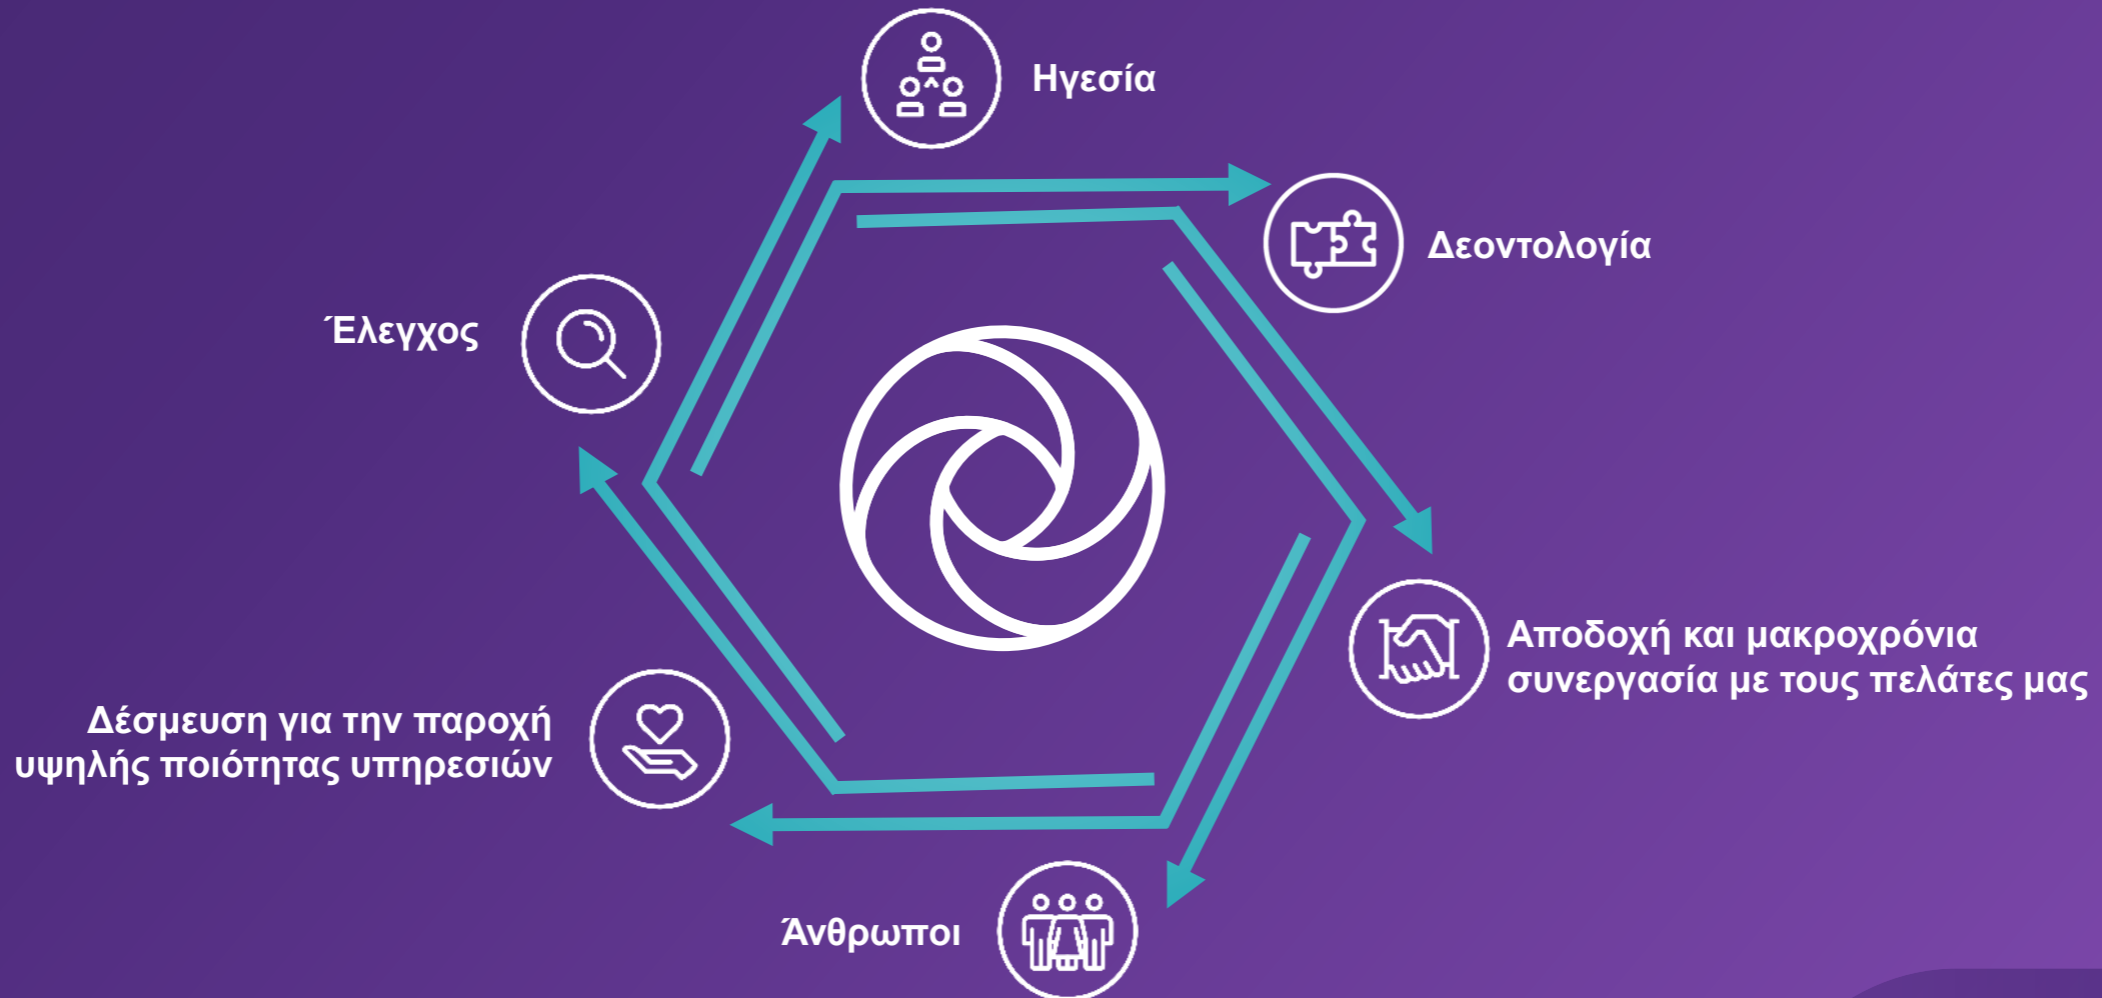 Ηγεσία
Δεοντολογία
Έλεγχος
Αποδοχή και μακροχρόνια
συνεργασία με τους πελάτες μας
Δέσμευση για την παροχή
υψηλής ποιότητας υπηρεσιών
Άνθρωποι